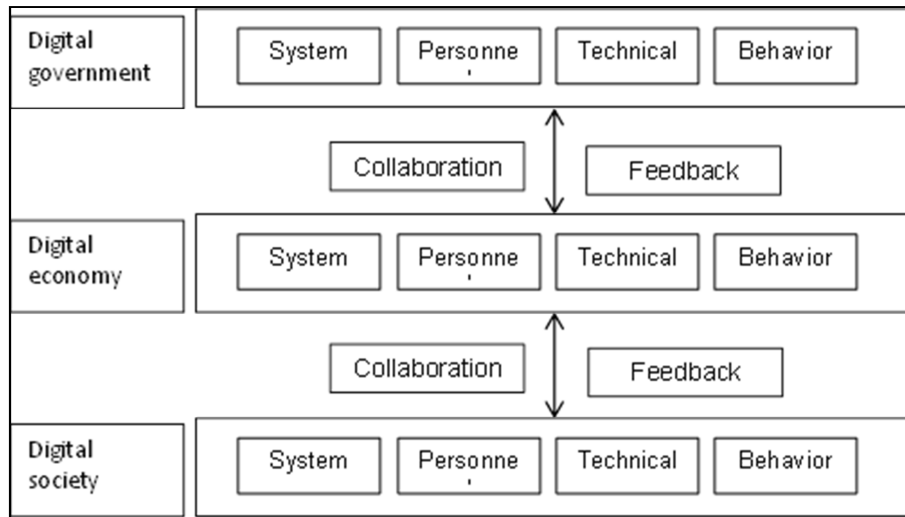 Digital
government
System
Personne
Technical
Behavior
Collaboration
Feedback
Digital
economy
System
Personne
Technical
Behavior
Collaboration
Feedback
Digital
society
System
Personne
Technical
Behavior